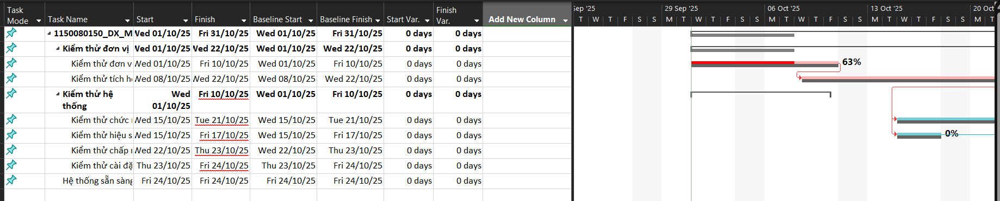 Task Mode Task Name Start Finish Baseline Start Baseline Finish Start Var. Finish Var. Add New Column
Sep '25 29 Sep '25 06 Oct '25 13 Oct '25 20 Oct
T W F S S M T W T F S S M T W T F S S M T W T F S S M T
1150080150_DX_M Wed 01/10/25 Fri 31/10/25 Wed 01/10/25 Fri 31/10/25 0 days 0 days
Kiểm thử đơn vị Wed 01/10/25 Wed 22/10/25 Wed 01/10/25 Wed 22/10/25 0 days 0 days
Kiểm thử đơn v Wed 01/10/25 Fri 10/10/25 Wed 01/10/25 Fri 10/10/25 0 days 0 days 63%
Kiểm thử tích hợ Wed 08/10/25 Wed 22/10/25 Wed 08/10/25 Wed 22/10/25 0 days 0 days
Kiểm thử hệ thống Wed 01/10/25 Fri 10/10/25 Wed 01/10/25 Fri 10/10/25 0 days 0 days
Kiểm thử chức n Wed 15/10/25 Tue 21/10/25 Wed 15/10/25 Tue 21/10/25 0 days 0 days
Kiểm thử hiệu s Wed 15/10/25 Fri 17/10/25 Wed 15/10/25 Fri 17/10/25 0 days 0 days 0%
Kiểm thử chấp n Wed 22/10/25 Thu 23/10/25 Wed 22/10/25 Thu 23/10/25 0 days 0 days
Kiểm thử cài đặ Thu 23/10/25 Fri 24/10/25 Thu 23/10/25 Fri 24/10/25 0 days 0 days
Hệ thống sẵn sàng Fri 24/10/25 Fri 24/10/25 Fri 24/10/25 Fri 24/10/25 0 days 0 days